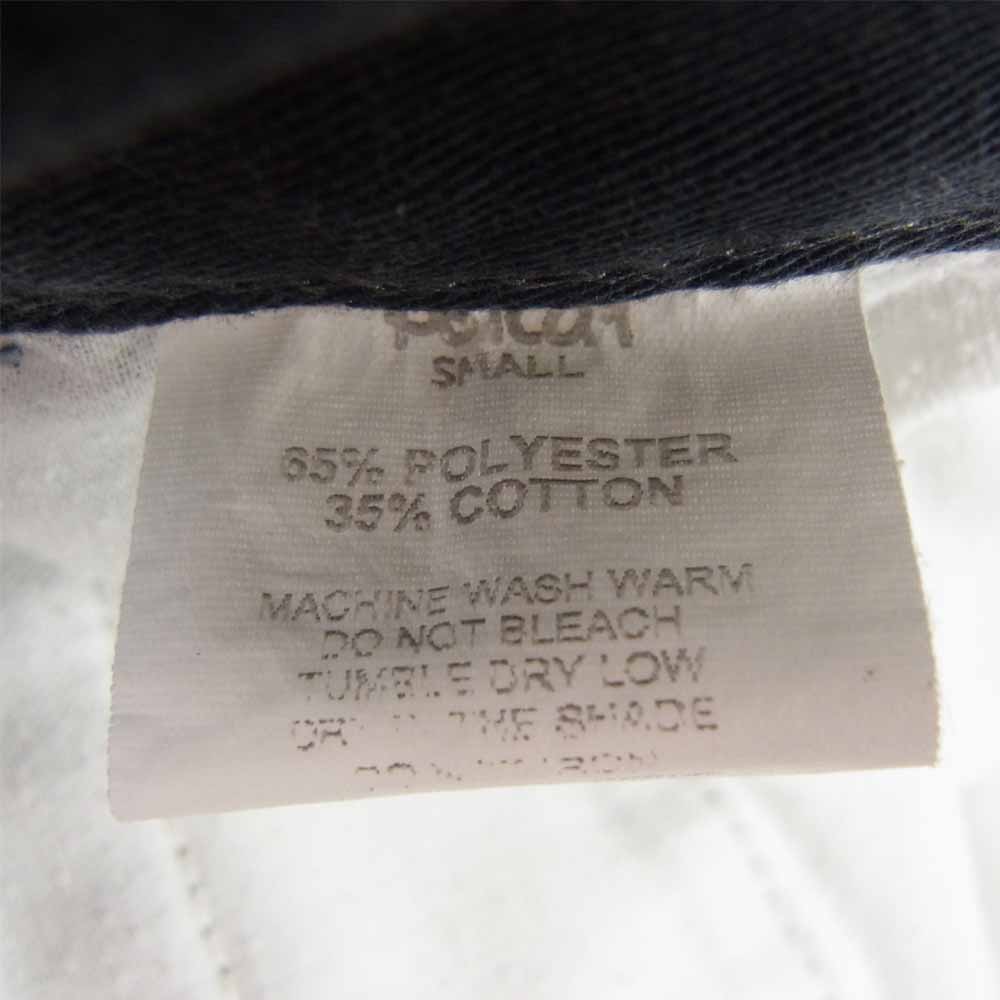 SMALL
65% POLYESTER
35% COTTON
MACHINE WASH WARM
DO NOT BLEACH
TUMBLE DRY LOW
THE SHADE